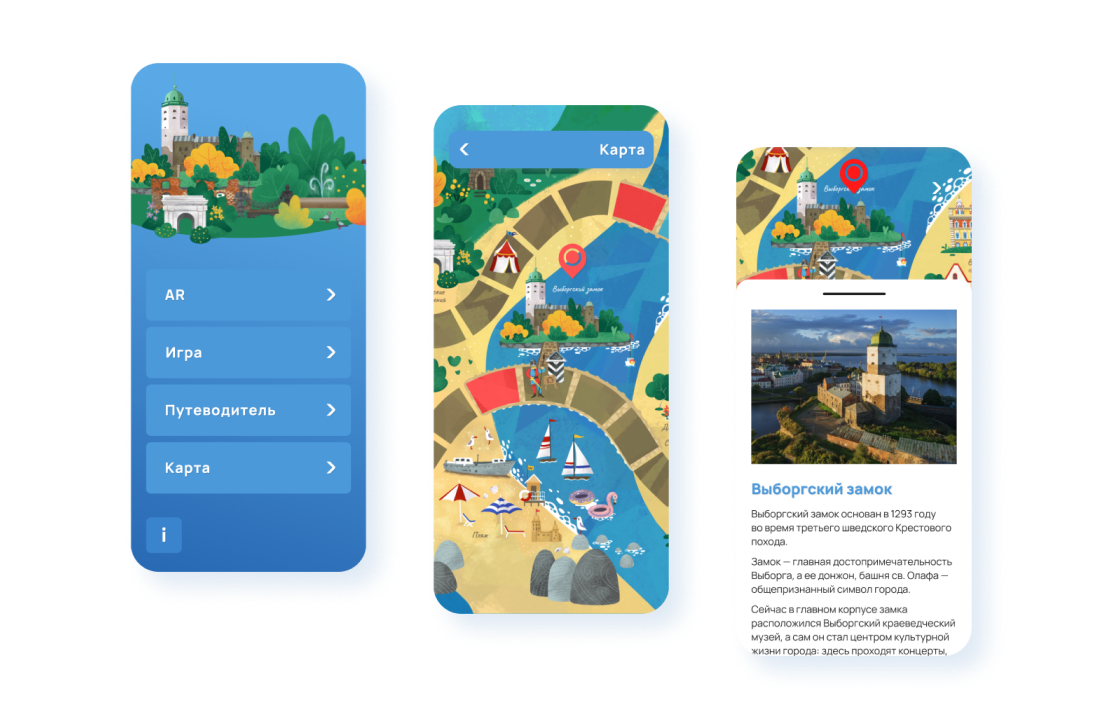 AR
Игра
Путеводитель
Карта
i
Карта
Выборгский замок
Пляж
Выборгский замок
Выборгский замок
Выборгский замок основан в 1293 году
во время третьего шведского Крестового
похода.
Замок — главная достопримечательность
Выборга, а ее донжон, башня св. Олафа —
общепризнанный символ города.
Сейчас в главном корпусе замка
расположился Выборгский краеведческий
музей, а сам он стал центром культурной
жизни города: здесь проходят концерты,